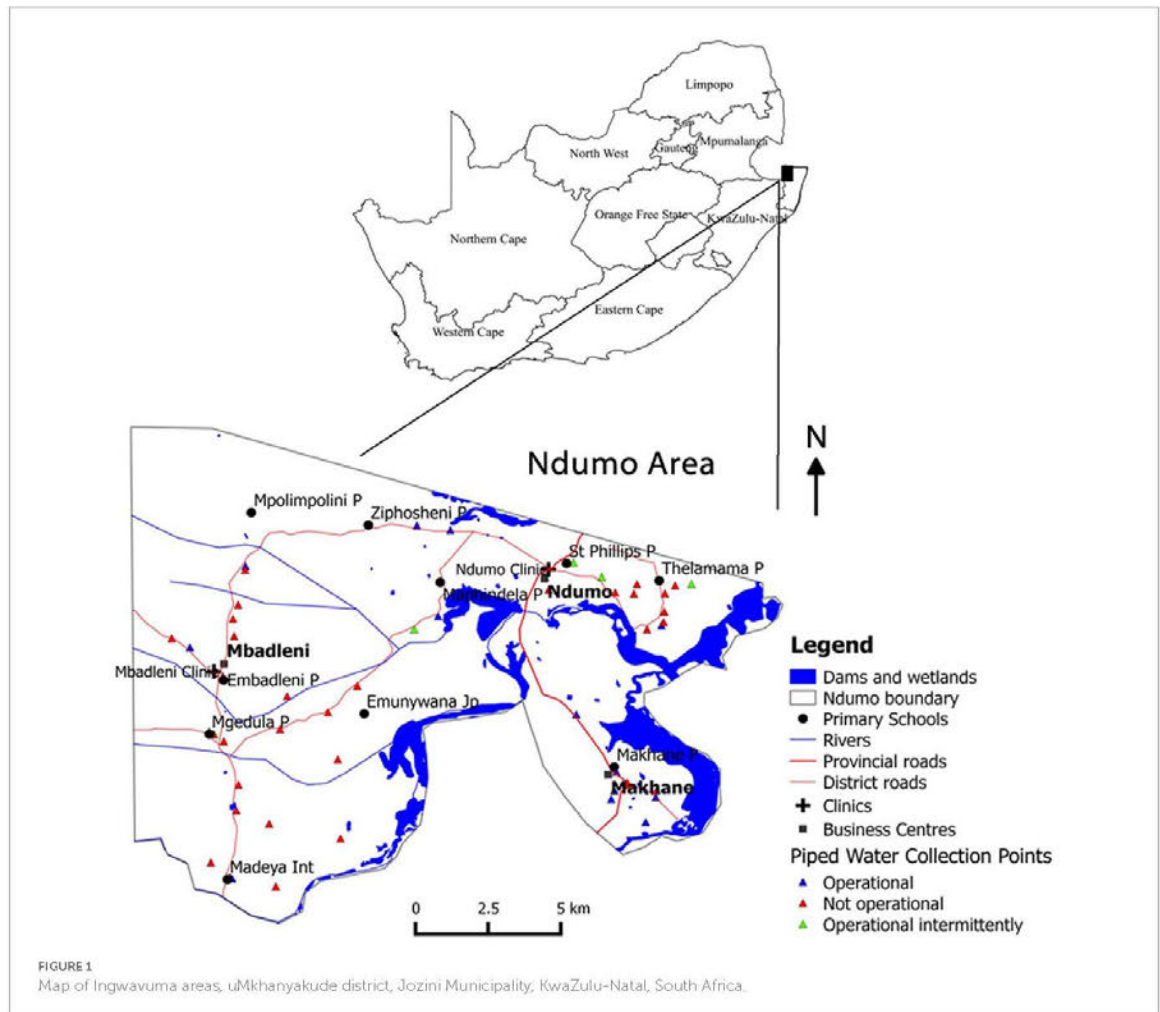 Limpopo
North West
Gauteng
Mpumalanga
Orange Free State
KwaZulu-Natal
Northern Cape
Eastern Cape
Western Cape
Ndumo Area
N
Mpolimpolini P
Ziphosheni P
St Phillips P
Ndumo Clinic
Thelamama P
Maphindela P
Ndumo
Mbadleni
Mbadleni Clinic
Embadleni P
Emunywana Jp
Mgedula P
Makhane P
Makhane
Madeya Int
0 2.5 5 km
Legend
Dams and wetlands
Ndumo boundary
Primary Schools
Rivers
Provincial roads
District roads
Clinics
Business Centres
Piped Water Collection Points
Operational
Not operational
Operational intermittently
FIGURE 1
Map of Ingwavuma areas, uMkhanyakude district, Jozini Municipality, KwaZulu-Natal, South Africa.